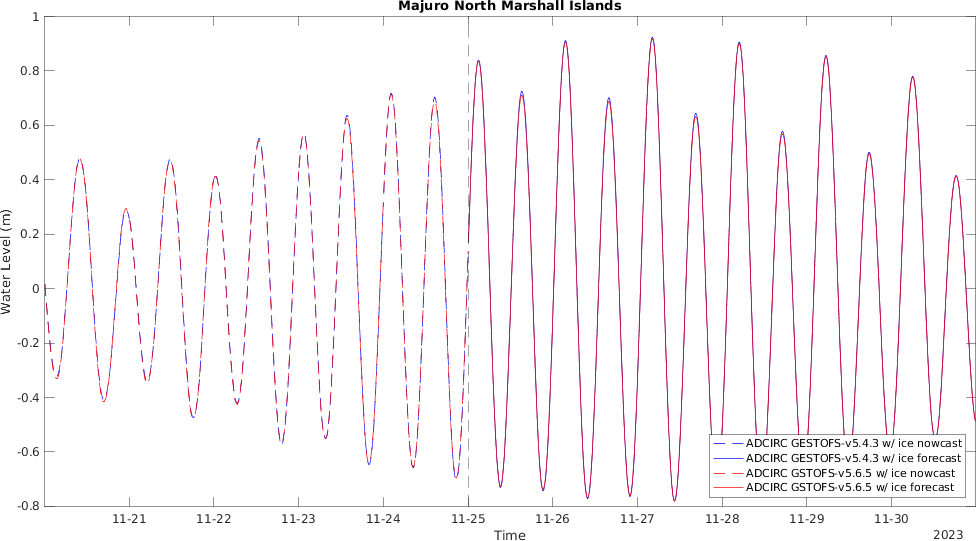 Majuro North Marshall Islands
1
0.8
0.6
0.4
0.2
0
-0.2
-0.4
-0.6
-0.8
Water Level (m)
ADCIRC GESTOFS-v5.4.3 w/ ice nowcast
ADCIRC GESTOFS-v5.4.3 w/ ice forecast
ADCIRC GSTOFS-v5.6.5 w/ ice nowcast
ADCIRC GSTOFS-v5.6.5 w/ ice forecast
11-21 11-22 11-23 11-24 11-25 11-26 11-27 11-28 11-29 11-30
Time
2023